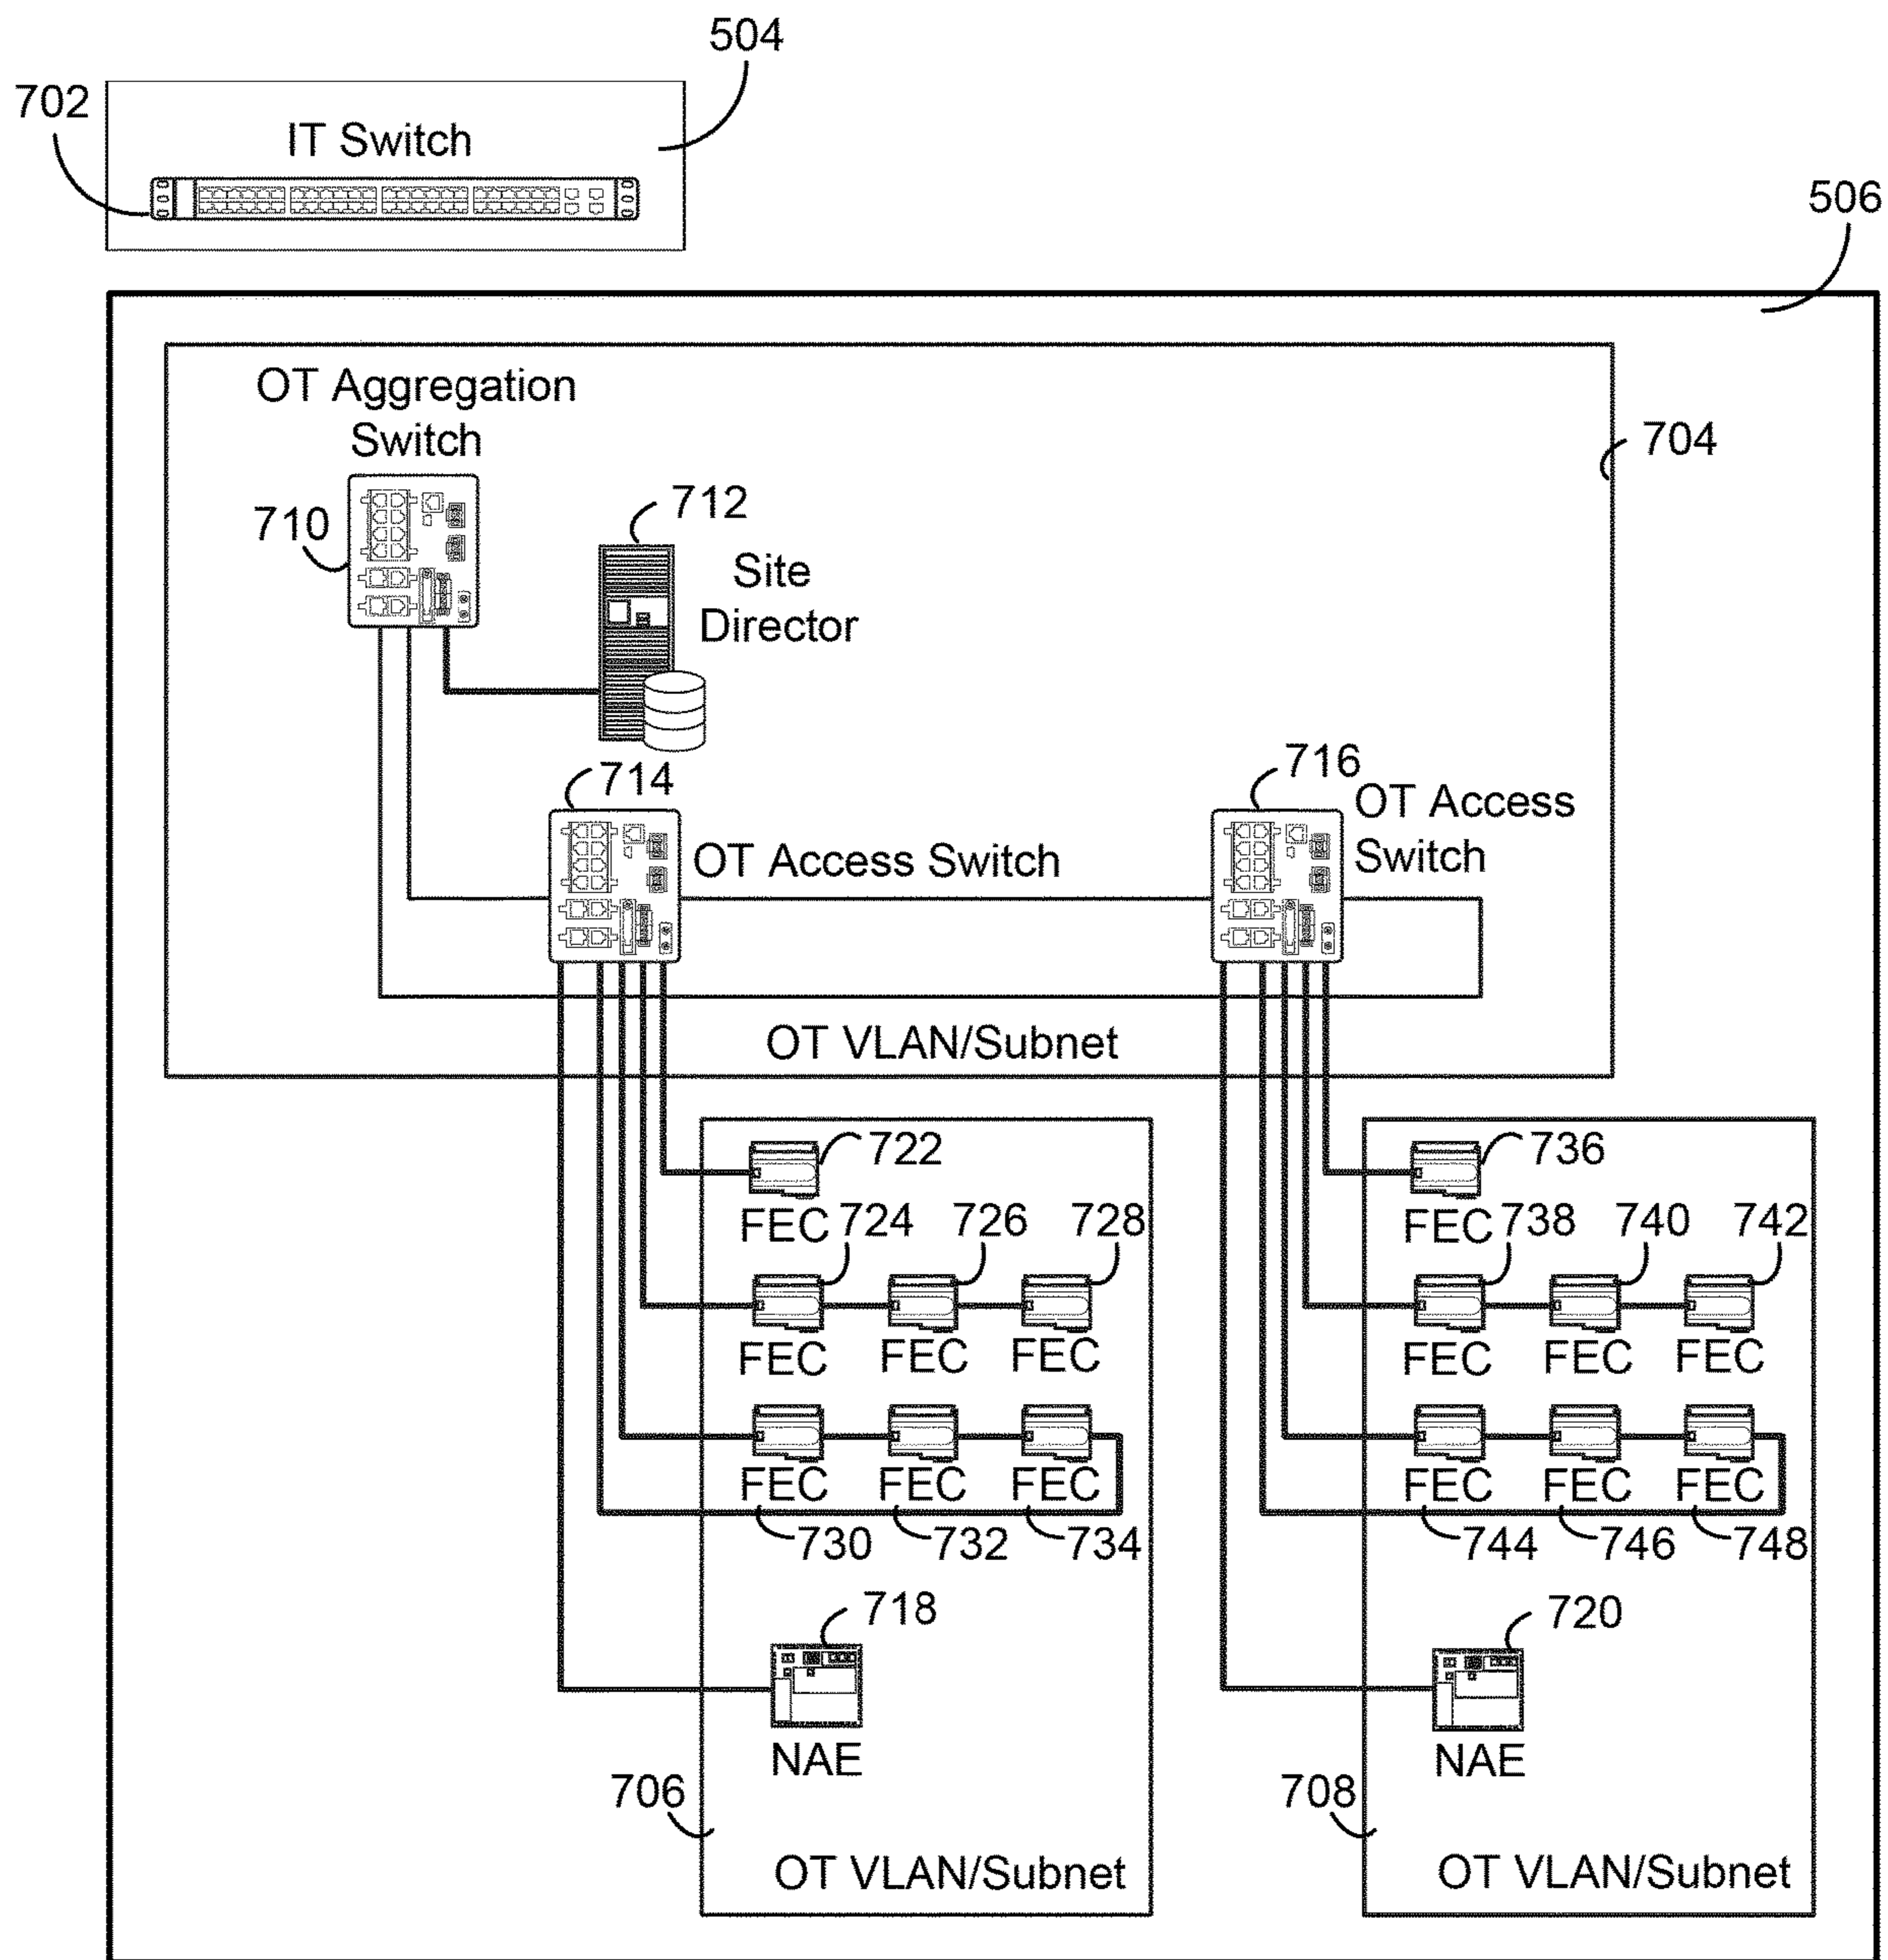 504
702
IT Switch
506
OT Aggregation
Switch
704
710
712
Site
Director
714
716
OT Access
Switch
OT Access Switch
OT VLAN/Subnet
722
736
FEC 724 726 728
FEC 738 740 742
FEC FEC FEC
FEC FEC FEC
FEC FEC FEC
FEC FEC FEC
730 732 734
744 746 748
718
720
NAE
NAE
706
708
OT VLAN/Subnet
OT VLAN/Subnet